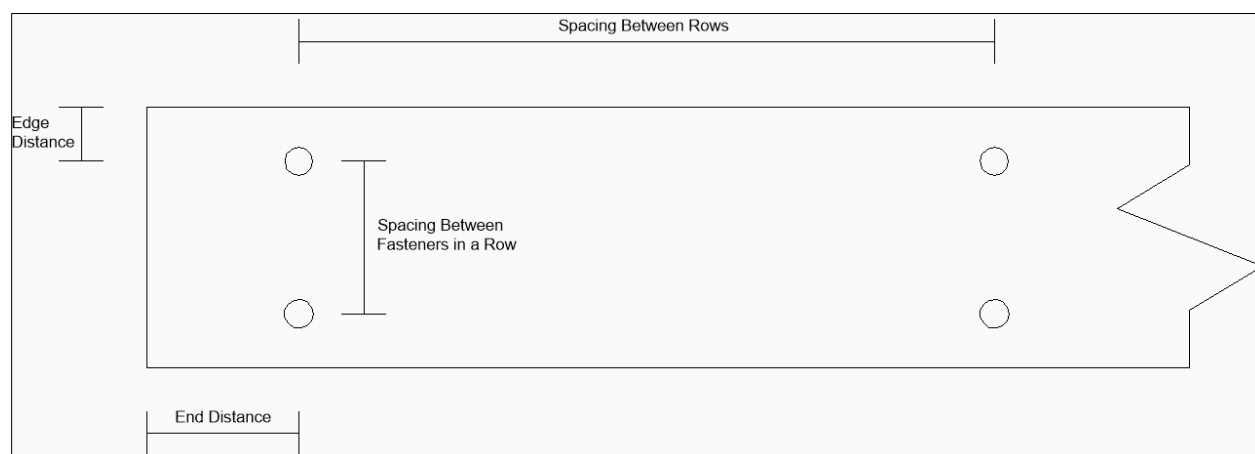 Spacing Between Rows
Edge
Distance
Spacing Between
Fasteners in a Row
End Distance